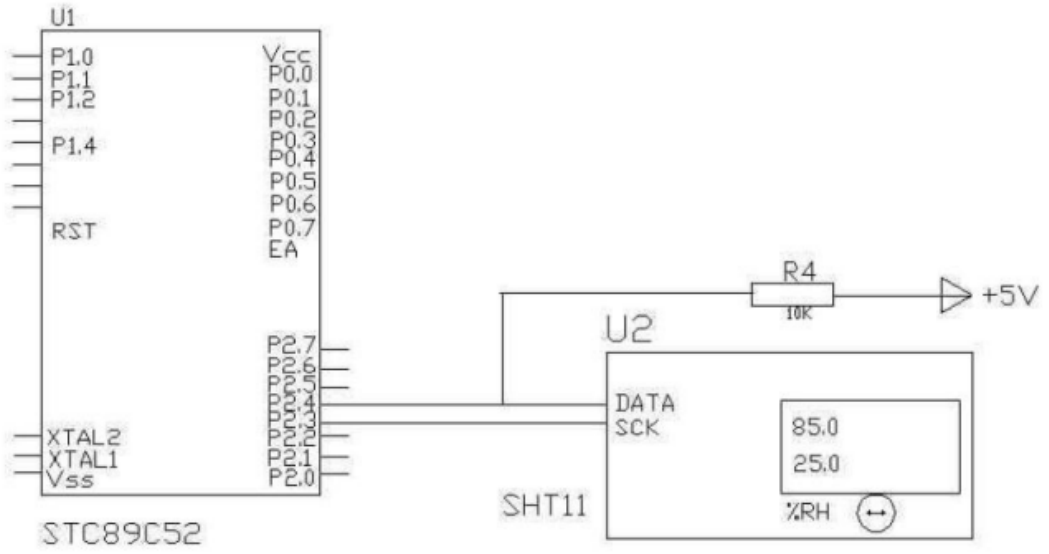 U1
P1.0
P1.1
P1.2
P1.4
RST
XTAL2
XTAL1
Vss
Vcc
P0.0
P0.1
P0.2
P0.3
P0.4
P0.5
P0.6
P0.7
EA
P2.7
P2.6
P2.5
P2.4
P2.3
P2.2
P2.1
P2.0
STC89C52
R4
10K
+5V
U2
DATA
SCK
85.0
25.0
%RH
SHT11